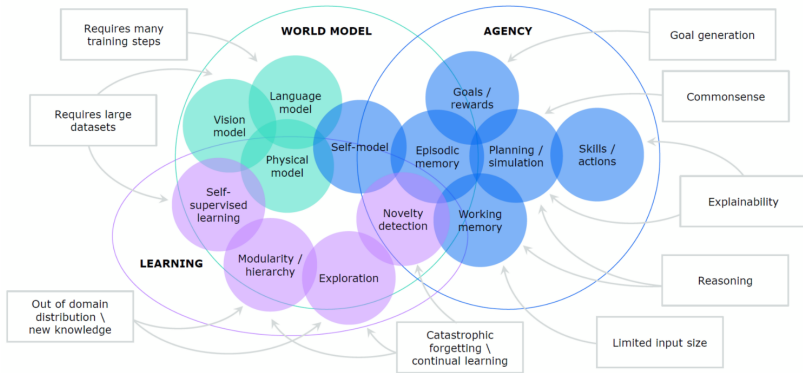 WORLD MODEL
AGENCY
Requires many
training steps
Goal generation
Language
model
Goals /
rewards
Commonsense
Requires large
datasets
Vision
model
Self-model
Episodic
memory
Planning /
simulation
Skills /
actions
Physical
model
Self-
supervised
learning
Novelty
detection
Working
memory
Explainability
LEARNING
Modularity /
hierarchy
Exploration
Reasoning
Out of domain
distribution \
new knowledge
Catastrophic
forgetting \
continual learning
Limited input size